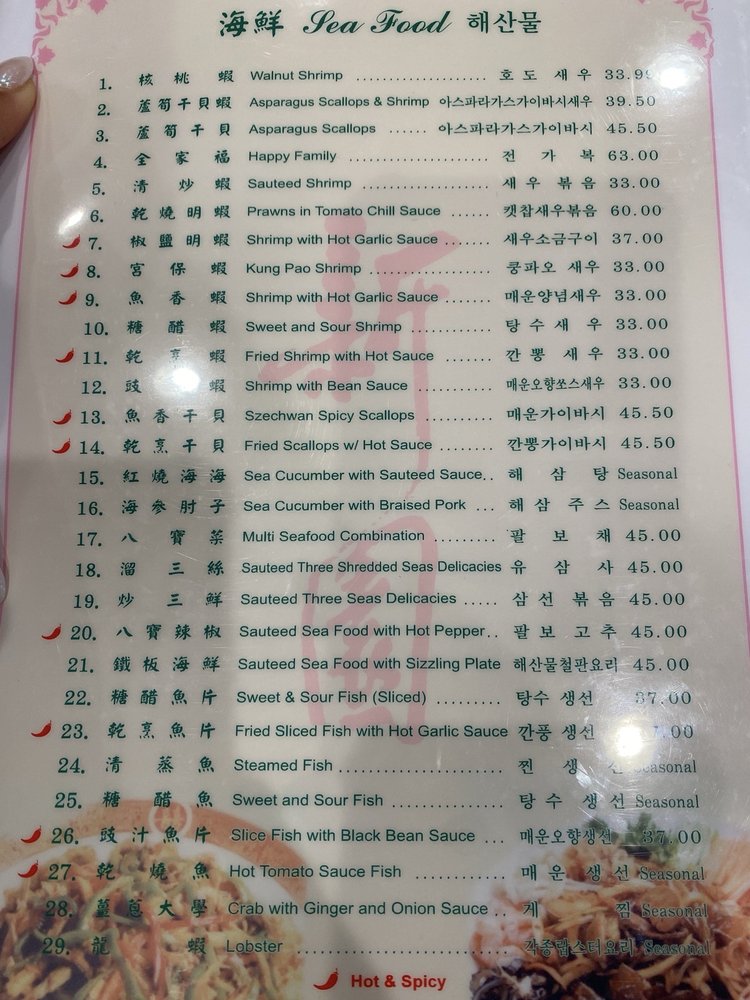 海鮮 Sea Food 해산물
1. 核桃蝦 Walnut Shrimp .................... 호도 새우 33.99
2. 蘆筍干貝蝦 Asparagus Scallops & Shrimp 아스파라가스가이바시새우 39.50
3. 蘆筍干貝 Asparagus Scallops ...... 아스파라가스가이바시 45.50
4. 全家福 Happy Family ..................... 전가복 63.00
5. 清炒蝦 Sauteed Shrimp .................... 새우볶음 33.00
6. 乾燒明蝦 Prawns in Tomato Chill Sauce ...... 캣찹새우볶음 60.00
7. 椒鹽明蝦 Shrimp with Hot Garlic Sauce ....... 새우소금구이 37.00
8. 宮保蝦 Kung Pao Shrimp .................. 쿵파오 새우 33.00
9. 魚香蝦 Shrimp with Hot Garlic Sauce ....... 매운양념새우 33.00
10. 糖醋蝦 Sweet and Sour Shrimp ............. 탕수새우 33.00
11. 乾烹蝦 Fried Shrimp with Hot Sauce ....... 깐뽕 새우 33.00
12. 豉蝦 Shrimp with Bean Sauce ........... 매운오향쏘스새우 33.00
13. 魚香干貝 Szechwan Spicy Scallops .......... 매운가이바시 45.50
14. 乾烹干貝 Fried Scallops w/ Hot Sauce ........ 깐뽕가이바시 45.50
15. 紅燒海海 Sea Cucumber with Sauteed Sauce.. 해삼탕 Seasonal
16. 海參肘子 Sea Cucumber with Braised Pork ... 해삼주스 Seasonal
17. 八寶菜 Multi Seafood Combination ......... 팔보채 45.00
18. 溜三絲 Sauteed Three Shredded Seas Delicacies 유삼사 45.00
19. 炒三鮮 Sauteed Three Seas Delicacies ..... 삼선볶음 45.00
20. 八寶辣椒 Sauteed Sea Food with Hot Pepper.. 팔보고추 45.00
21. 鐵板海鮮 Sauteed Sea Food with Sizzling Plate 해산물철판요리 45.00
22. 糖醋魚片 Sweet & Sour Fish (Sliced) ......... 탕수 생선 37.00
23. 乾烹魚片 Fried Sliced Fish with Hot Garlic Sauce 깐풍 생선
24. 清蒸魚 Steamed Fish ...................... 찐생선 Seasonal
25. 糖醋魚 Sweet and Sour Fish ............... 탕수생선 Seasonal
26. 豉汁魚片 Slice Fish with Black Bean Sauce ... 매운오향생선 37.00
27. 乾燒魚 Hot Tomato Sauce Fish ............ 매운생선 Seasonal
28. 薑蔥大學 Crab with Ginger and Onion Sauce .. 게찜 Seasonal
29. 龍蝦 Lobster ............................. 각종랍스터요리 Seasonal
Hot & Spicy
新